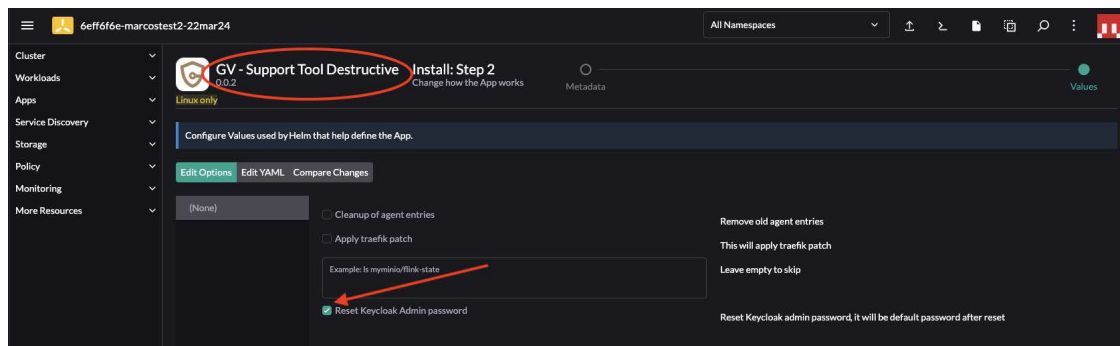 6eff6f6e-marcostest2-22mar24
All Namespaces
Cluster
Workloads
Apps
Service Discovery
Storage
Policy
Monitoring
More Resources
GV - Support Tool Destructive
0.0.2
Linux only
Install: Step 2
Change how the App works
Metadata
Values
Configure Values used by Helm that help define the App.
Edit Options
Edit YAML
Compare Changes
(None)
Cleanup of agent entries
Remove old agent entries
Apply traefik patch
This will apply traefik patch
Example: ls myminio/flink-state
Leave empty to skip
Reset Keycloak Admin password
Reset Keycloak admin password, it will be default password after reset